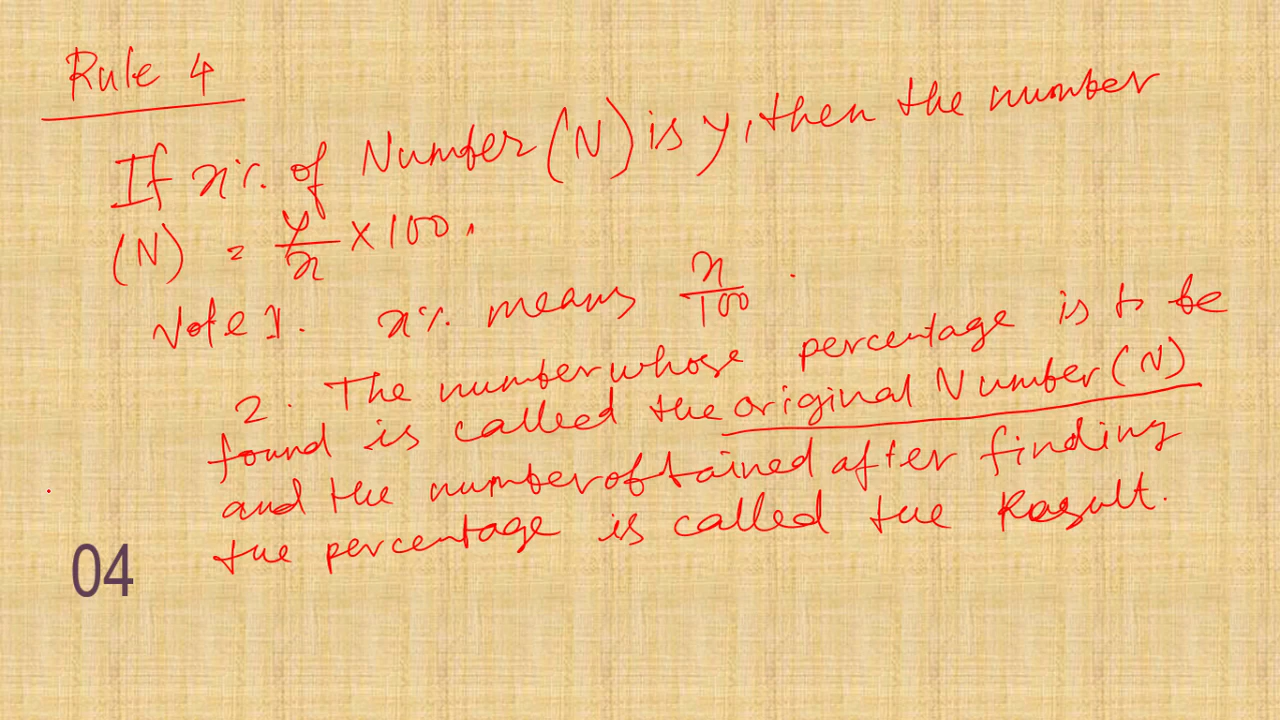 Rule 4
If x% of Number (N) is y, then the number
(N) = y/x × 100.
Note 1. x% means x/100.
2. The number whose percentage is to be
found is called the original Number (N)
and the number oftained after finding
the percentage is called the Result.
04